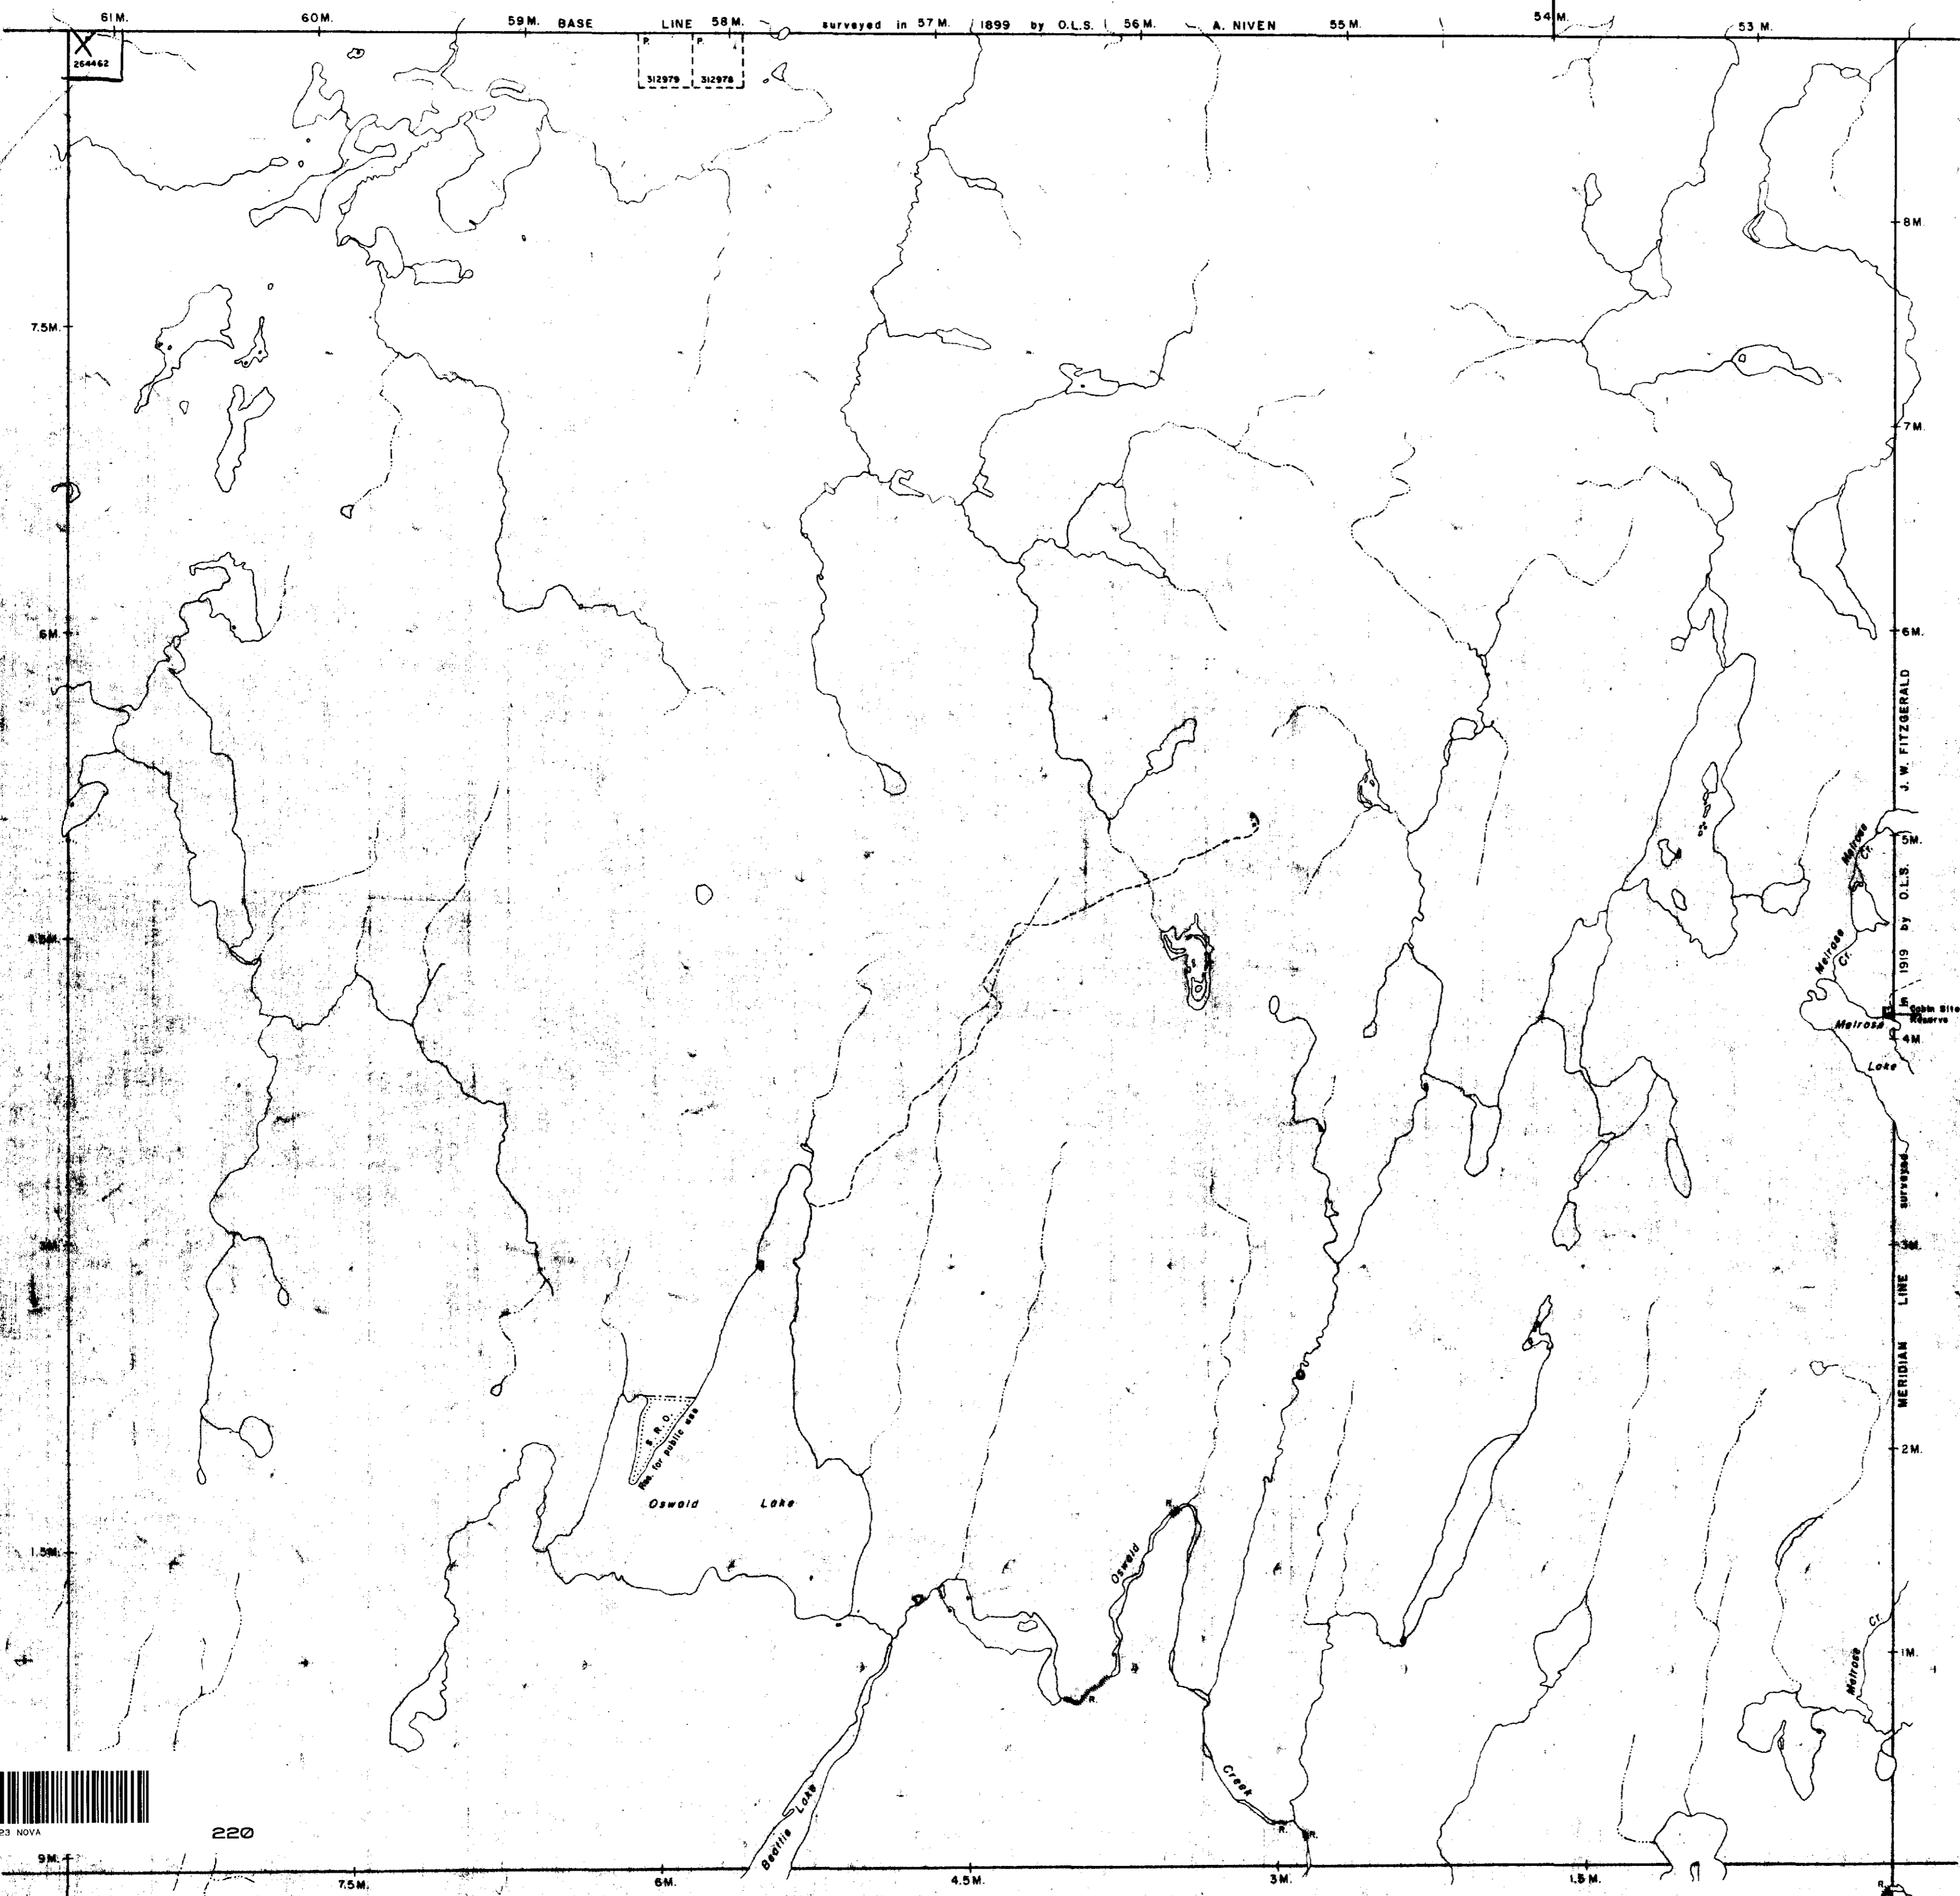 61M. 60M. 59M. BASE LINE 58M. surveyed in 57M. 1899 by O.L.S. 56M. A. NIVEN 55M. 54M. 53M.
264462
P. P.
312979 312978
8M.
7.5M.
7M.
6M. 6M.
J. W. FITZGERALD
5M.
Melrose
Cr.
by O.L.S.
1919
Melrose
Cr.
in
Cabin Site
Reserve
Melrose
4M.
Lake
surveyed
3M. 3M.
LINE
MERIDIAN
S. R. O.
Res. for public use
2M.
Oswald Lake
R.
1.5M.
Oswald
Cr.
1M.
Melrose
R.
Creek
Lake
Beattie
R. R.
23 NOVA
220
9M.
7.5M. 6M. 4.5M. 3M. 1.5M.
R.